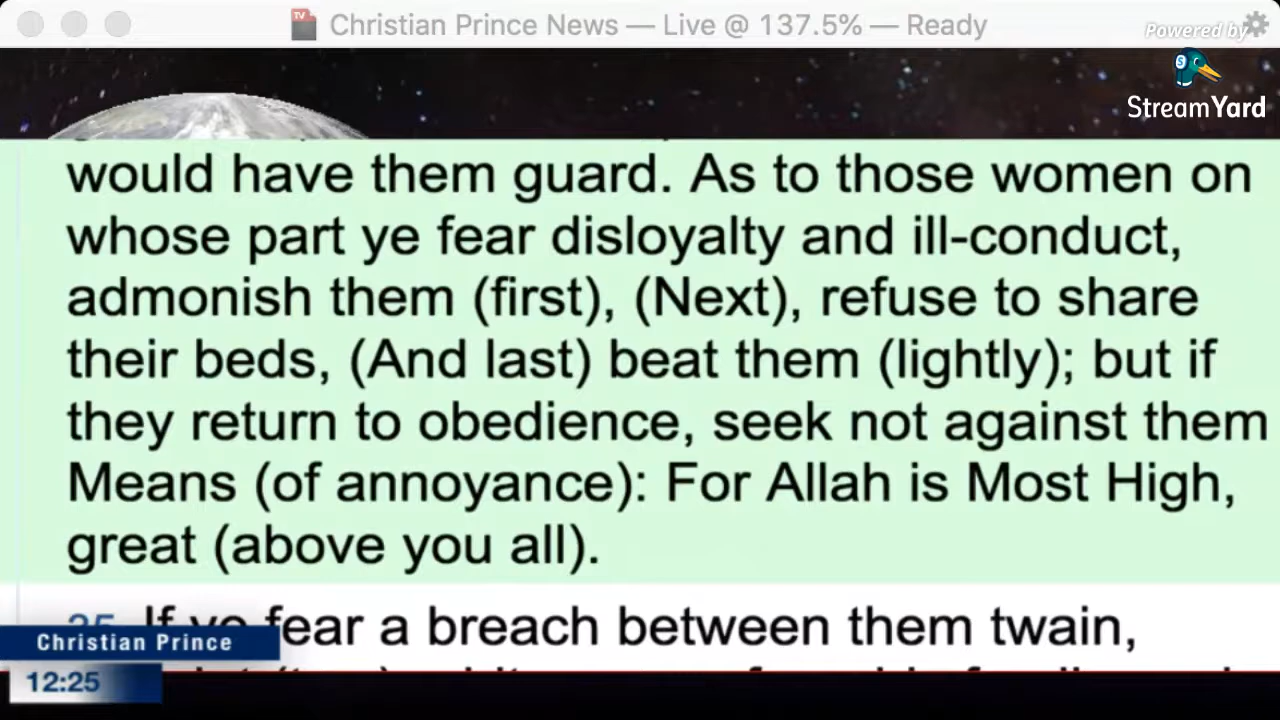 Christian Prince News — Live @ 137.5% — Ready
Powered by
StreamYard
would have them guard. As to those women on
whose part ye fear disloyalty and ill-conduct,
admonish them (first), (Next), refuse to share
their beds, (And last) beat them (lightly); but if
they return to obedience, seek not against them
Means (of annoyance): For Allah is Most High,
great (above you all).
If ye fear a breach between them twain,
Christian Prince
12:25